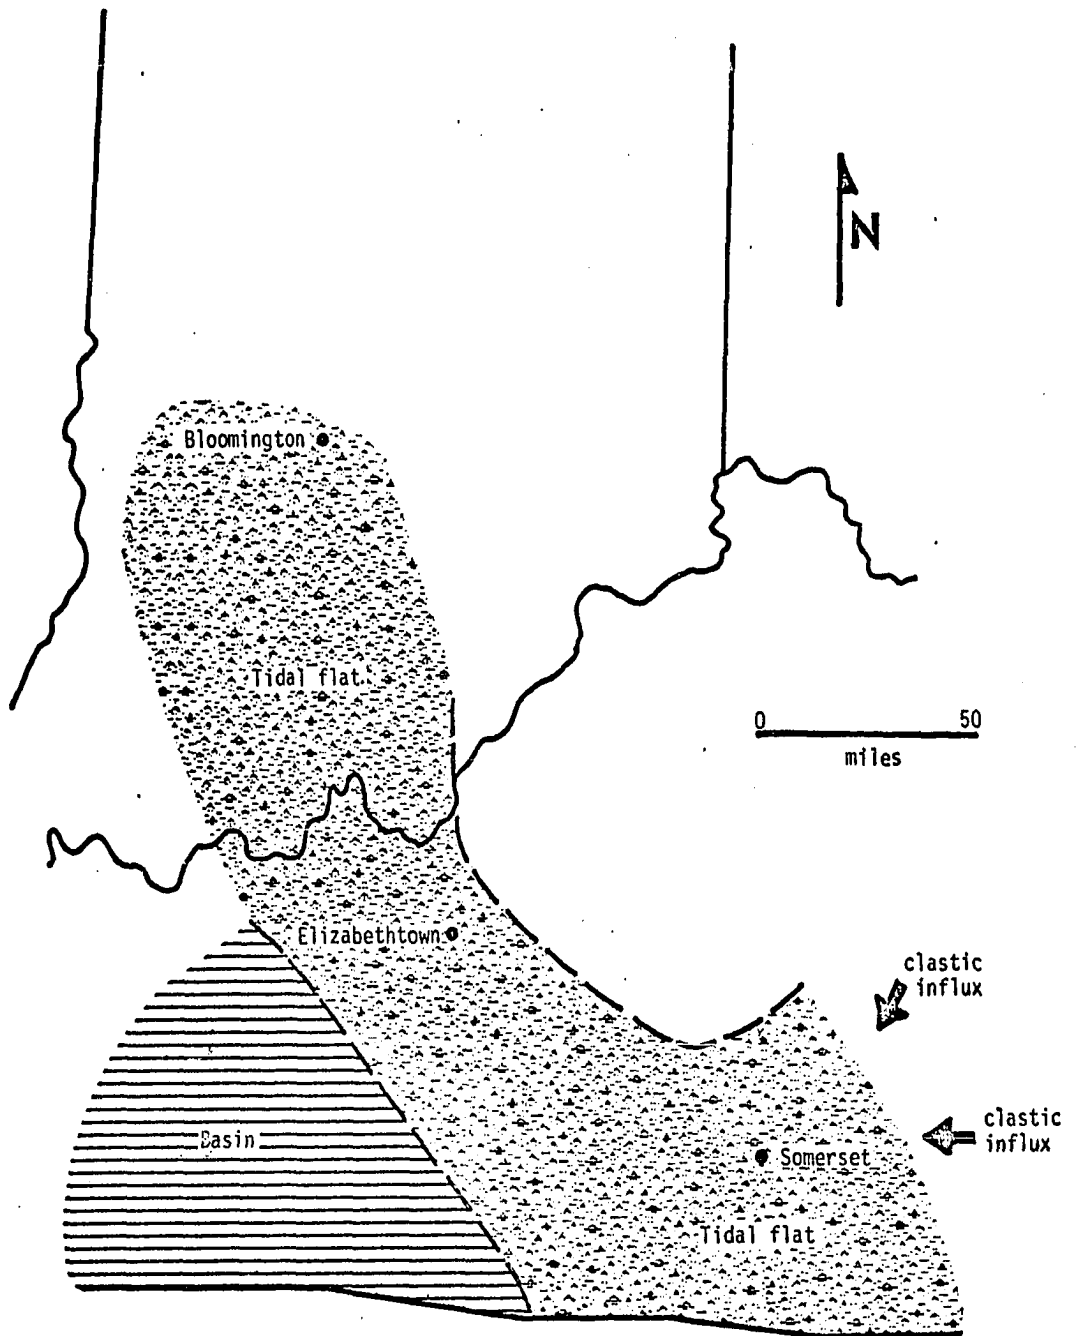 N
Bloomington
Tidal flat
0 50
miles
Elizabethtown
clastic
influx
clastic
influx
Basin
Somerset
Tidal flat